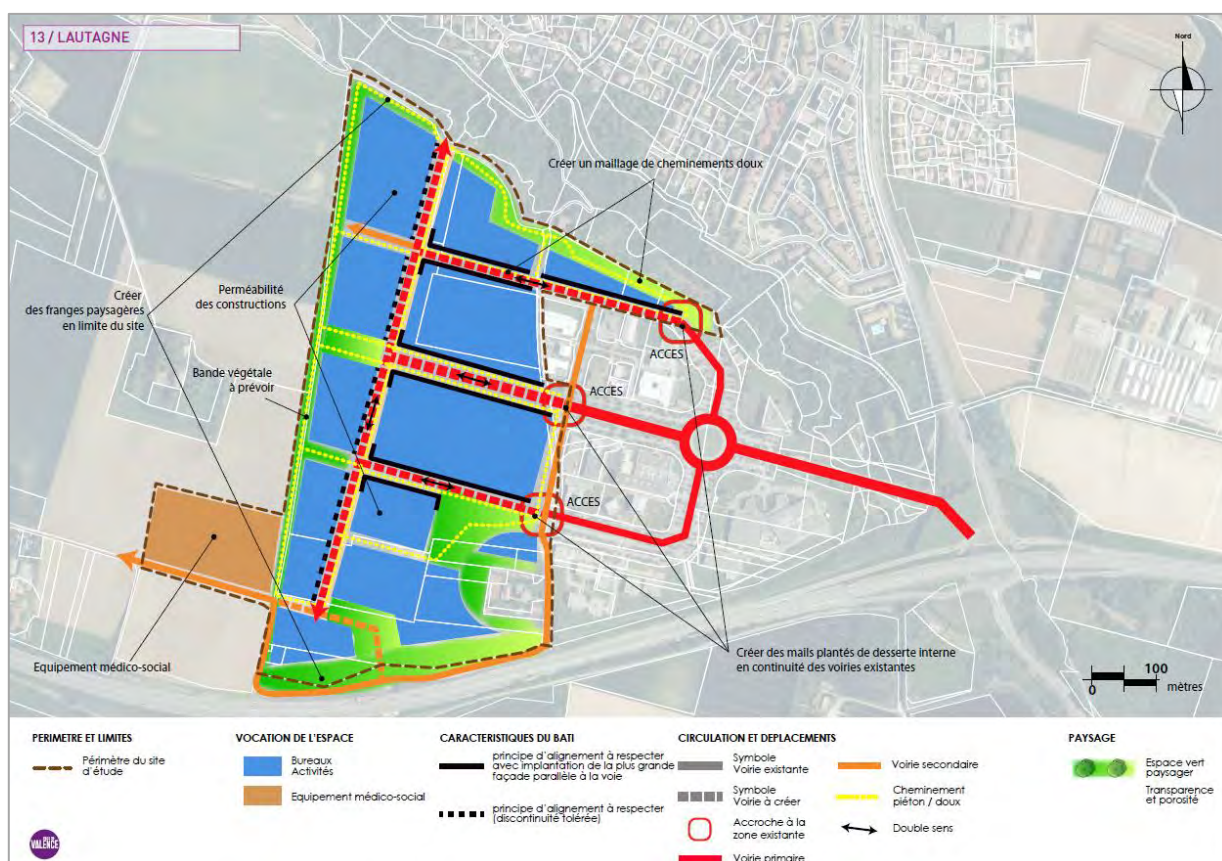 13 / LAUTAGNE
Nord
Créer un maillage de cheminements doux
Créer
des franges paysagères
en limite du site
Perméabilité
des constructions
ACCES
Bande végétale
à prévoir
ACCES
ACCES
Equipement médico-social
Créer des mails plantés de desserte interne
en continuité des voiries existantes
100
0
mètres
PERIMETRE ET LIMITES
Périmètre du site
d'étude
VOCATION DE L'ESPACE
Bureaux
Activités
Equipement médico-social
CARACTERISTIQUES DU BATI
principe d'alignement à respecter
avec implantation de la plus grande
façade parallèle à la voie
principe d'alignement à respecter
(discontinuité tolérée)
CIRCULATION ET DEPLACEMENTS
Symbole
Voirie existante
Symbole
Voirie à créer
Accroche à la
zone existante
Voirie primaire
Voirie secondaire
Cheminement
piéton / doux
Double sens
PAYSAGE
Espace vert
paysager
Transparence
et porosité
VALENCE